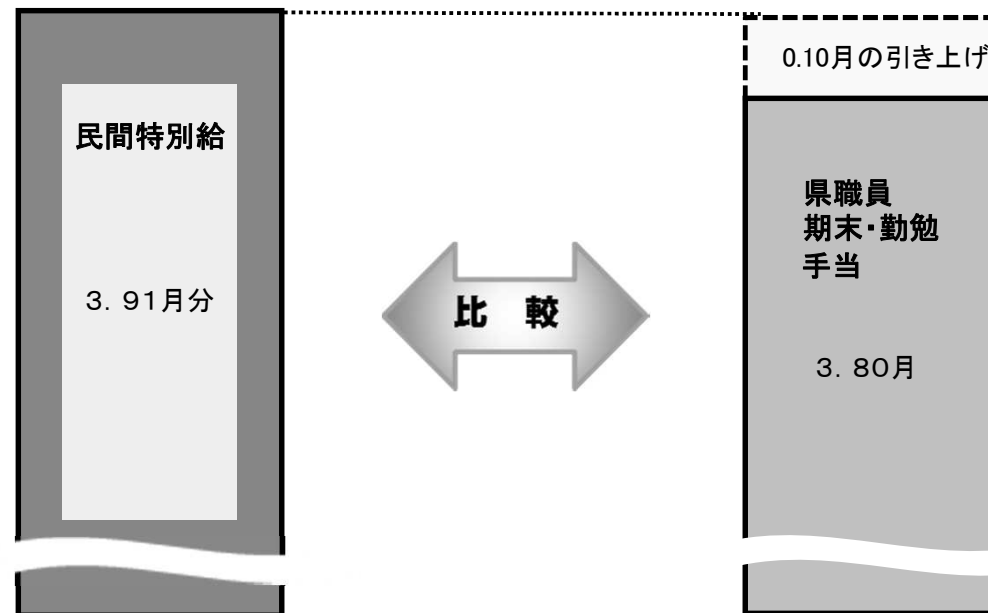 民間特別給
3．91月分
比　較
0.10月の引き上げ
県職員
期末・勤勉
手当
3．80月